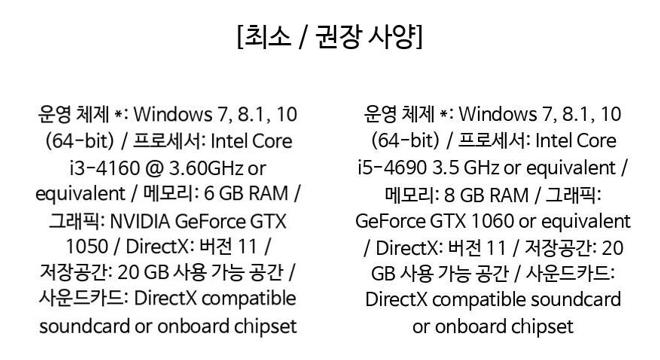 [최소 / 권장 사양]
운영 체제 *: Windows 7, 8.1, 10
(64-bit) / 프로세서: Intel Core
i3-4160 @ 3.60GHz or
equivalent / 메모리: 6 GB RAM /
그래픽: NVIDIA GeForce GTX
1050 / DirectX: 버전 11 /
저장공간: 20 GB 사용 가능 공간 /
사운드카드: DirectX compatible
soundcard or onboard chipset
운영 체제 *: Windows 7, 8.1, 10
(64-bit) / 프로세서: Intel Core
i5-4690 3.5 GHz or equivalent /
메모리: 8 GB RAM / 그래픽:
GeForce GTX 1060 or equivalent
/ DirectX: 버전 11 / 저장공간: 20
GB 사용 가능 공간 / 사운드카드:
DirectX compatible soundcard
or onboard chipset